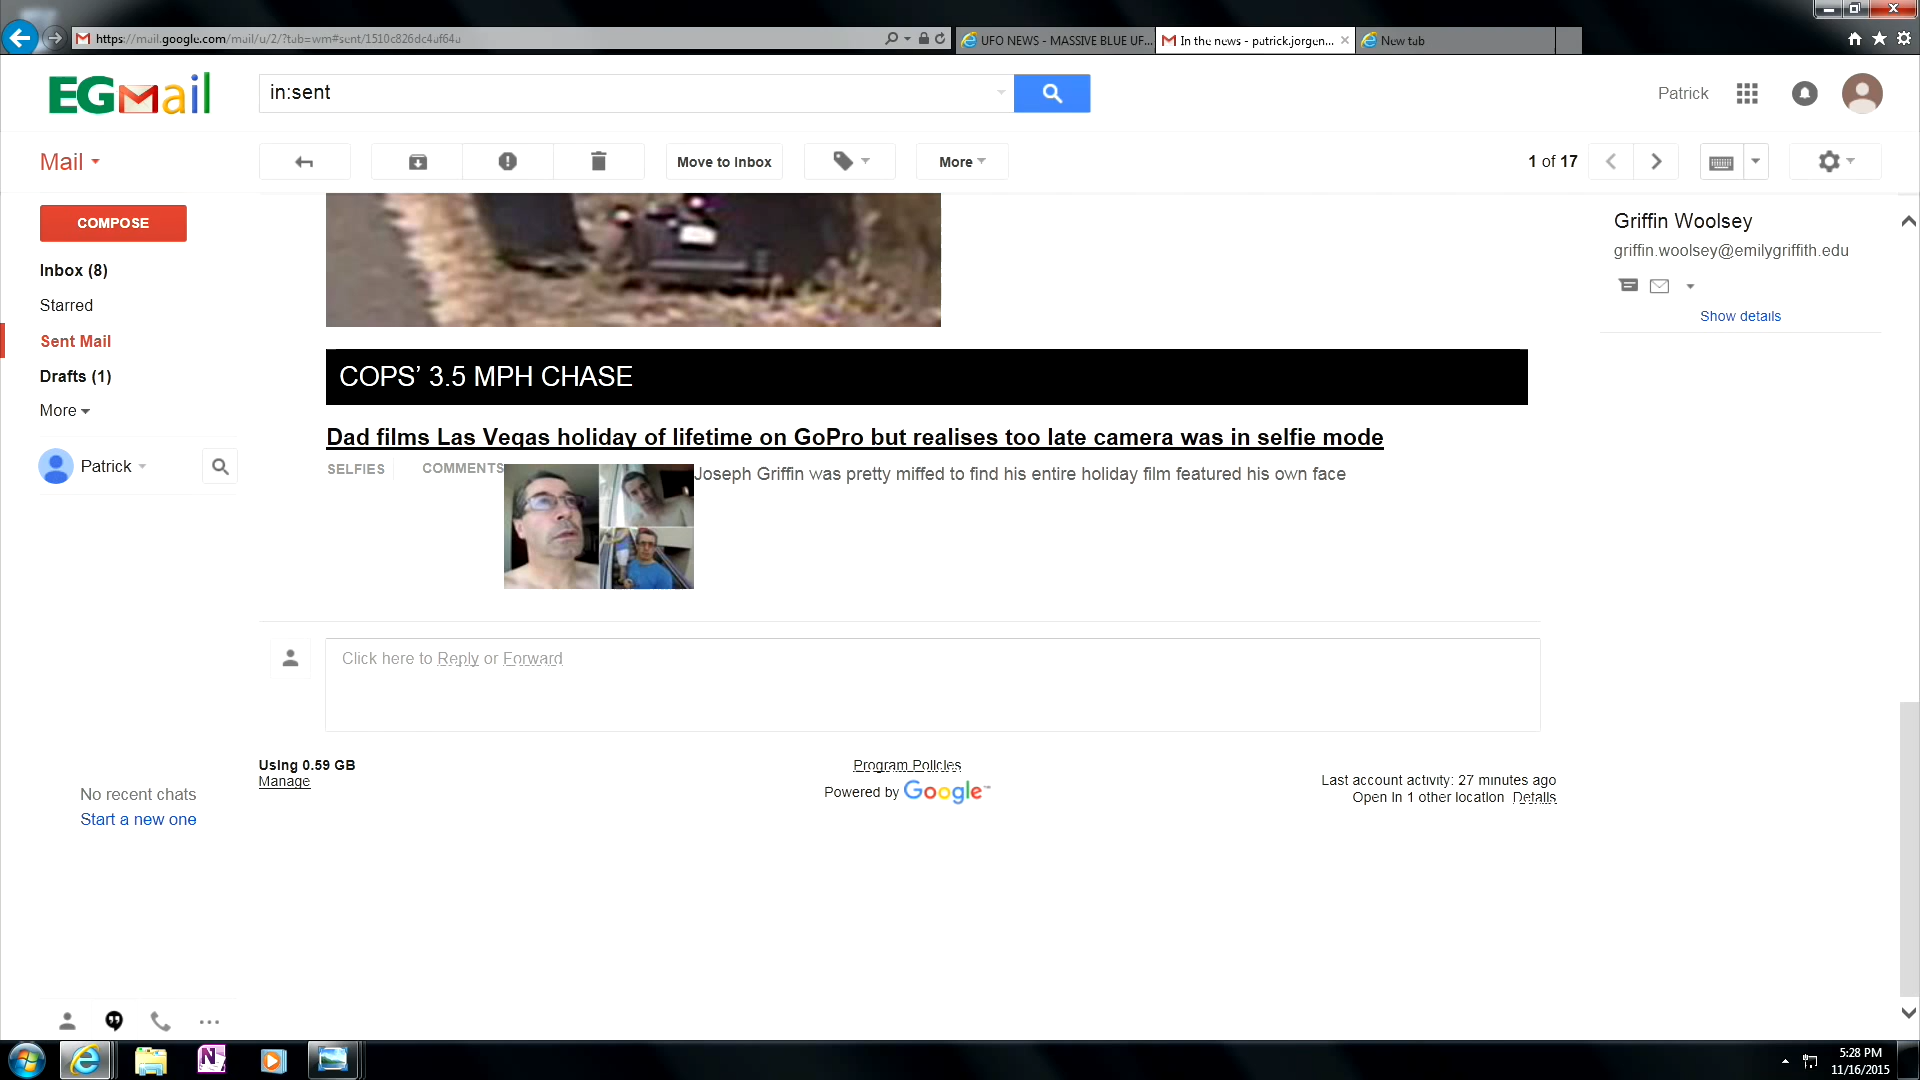 https://mail.google.com/mail/u/2/?tab=wm#sent/1510c826dc4af64a
UFO NEWS - MASSIVE BLUE UF...
In the news - patrick.jorgen...
New tab
EGMail
in:sent
Patrick
Mail
Move to Inbox
More
1 of 17
COMPOSE
Inbox (8)
Starred
Sent Mail
Drafts (1)
More
Patrick
Griffin Woolsey
griffin.woolsey@emilygriffith.edu
Show details
COPS’ 3.5 MPH CHASE
Dad films Las Vegas holiday of lifetime on GoPro but realises too late camera was in selfie mode
SELFIES COMMENTS Joseph Griffin was pretty miffed to find his entire holiday film featured his own face
Click here to Reply or Forward
Using 0.59 GB
Manage
Program Policies
Powered by Google™
Last account activity: 27 minutes ago
Open in 1 other location Details
No recent chats
Start a new one
5:28 PM
11/16/2015